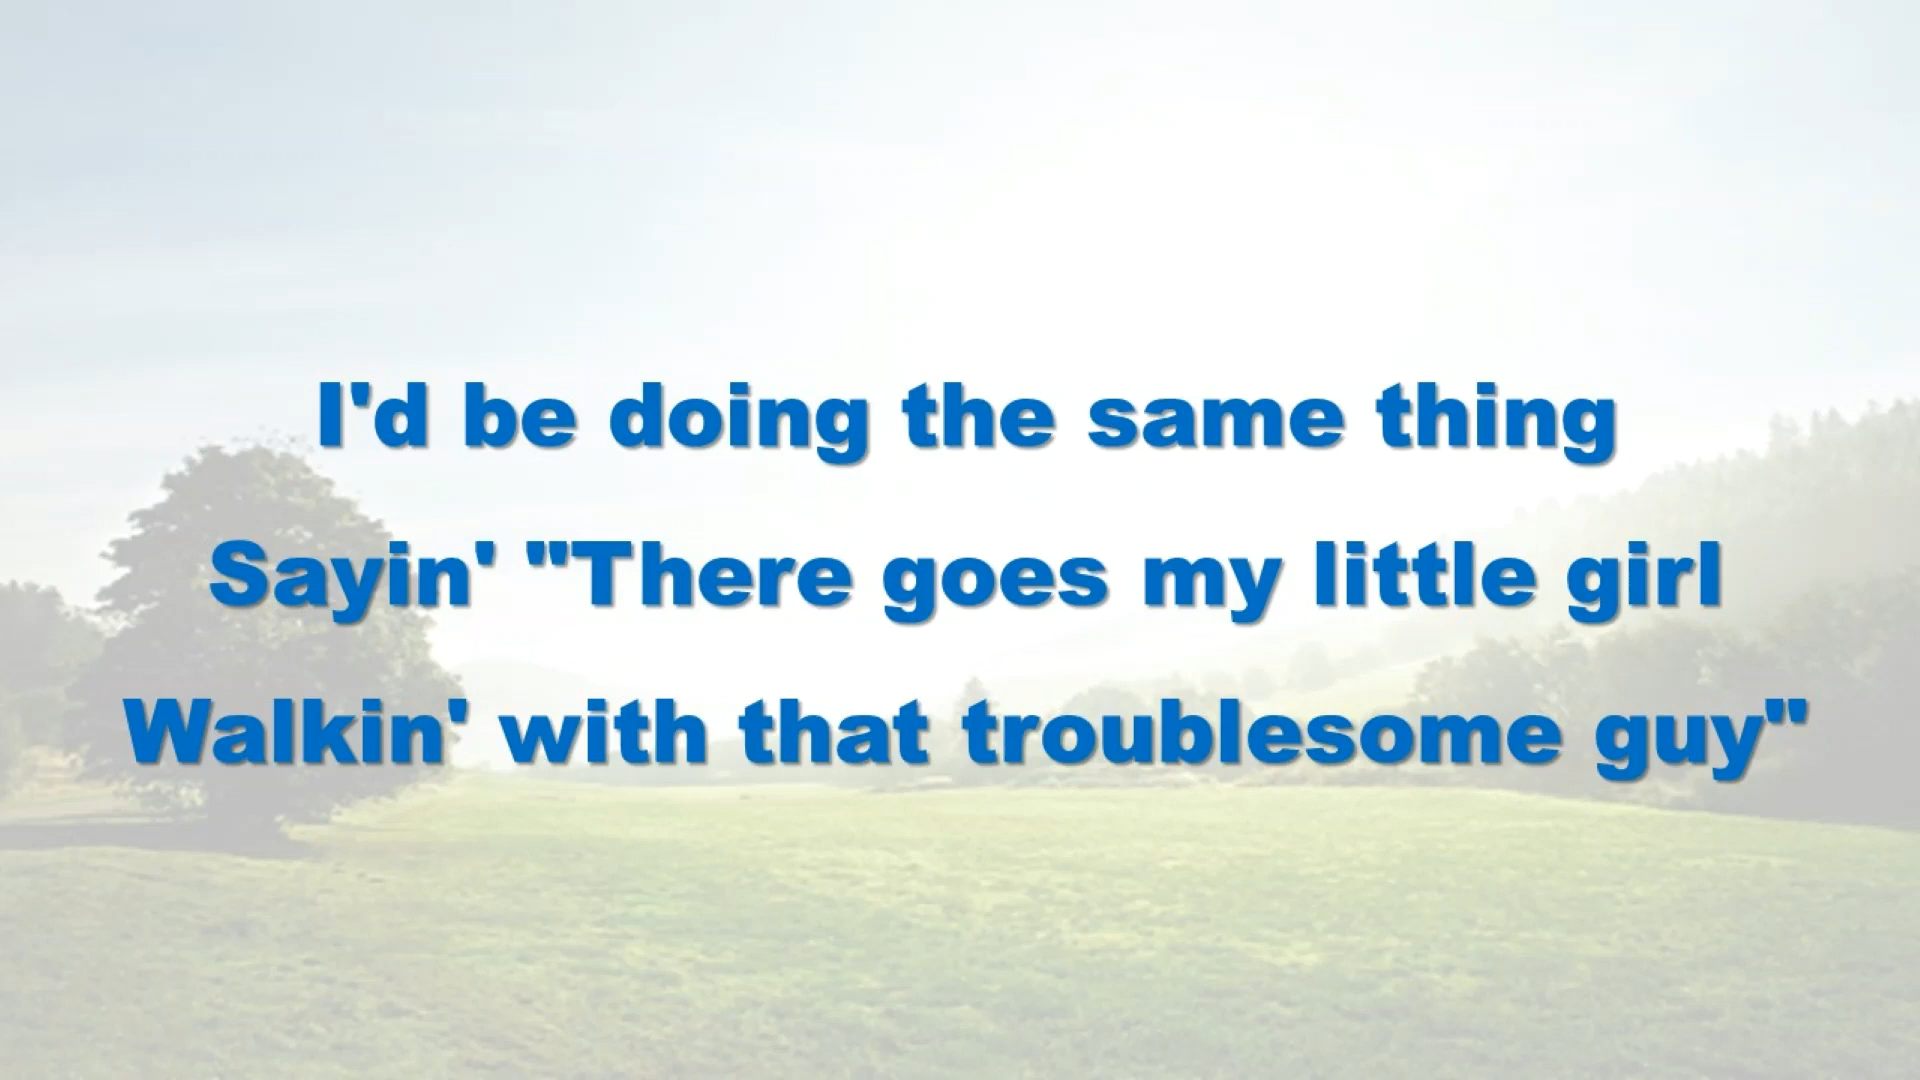 I'd be doing the same thing
Sayin' "There goes my little girl
Walkin' with that troublesome guy"